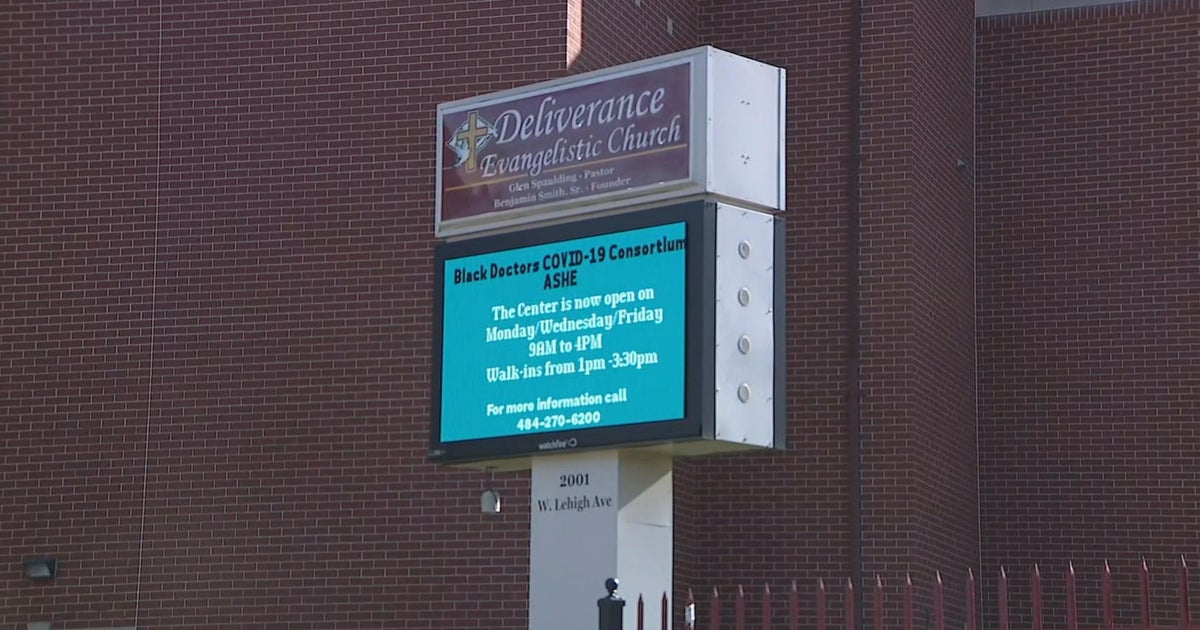 Deliverance
Evangelistic Church
Glen Spaulding - Pastor
Benjamin Smith, Sr. - Founder
Black Doctors COVID-19 Consortium
ASHE
The Center is now open on
Monday/Wednesday/Friday
9AM to 4PM
Walk-ins from 1pm -3:30pm
For more information call
484-270-6200
watchfire
2001
W. Lehigh Ave